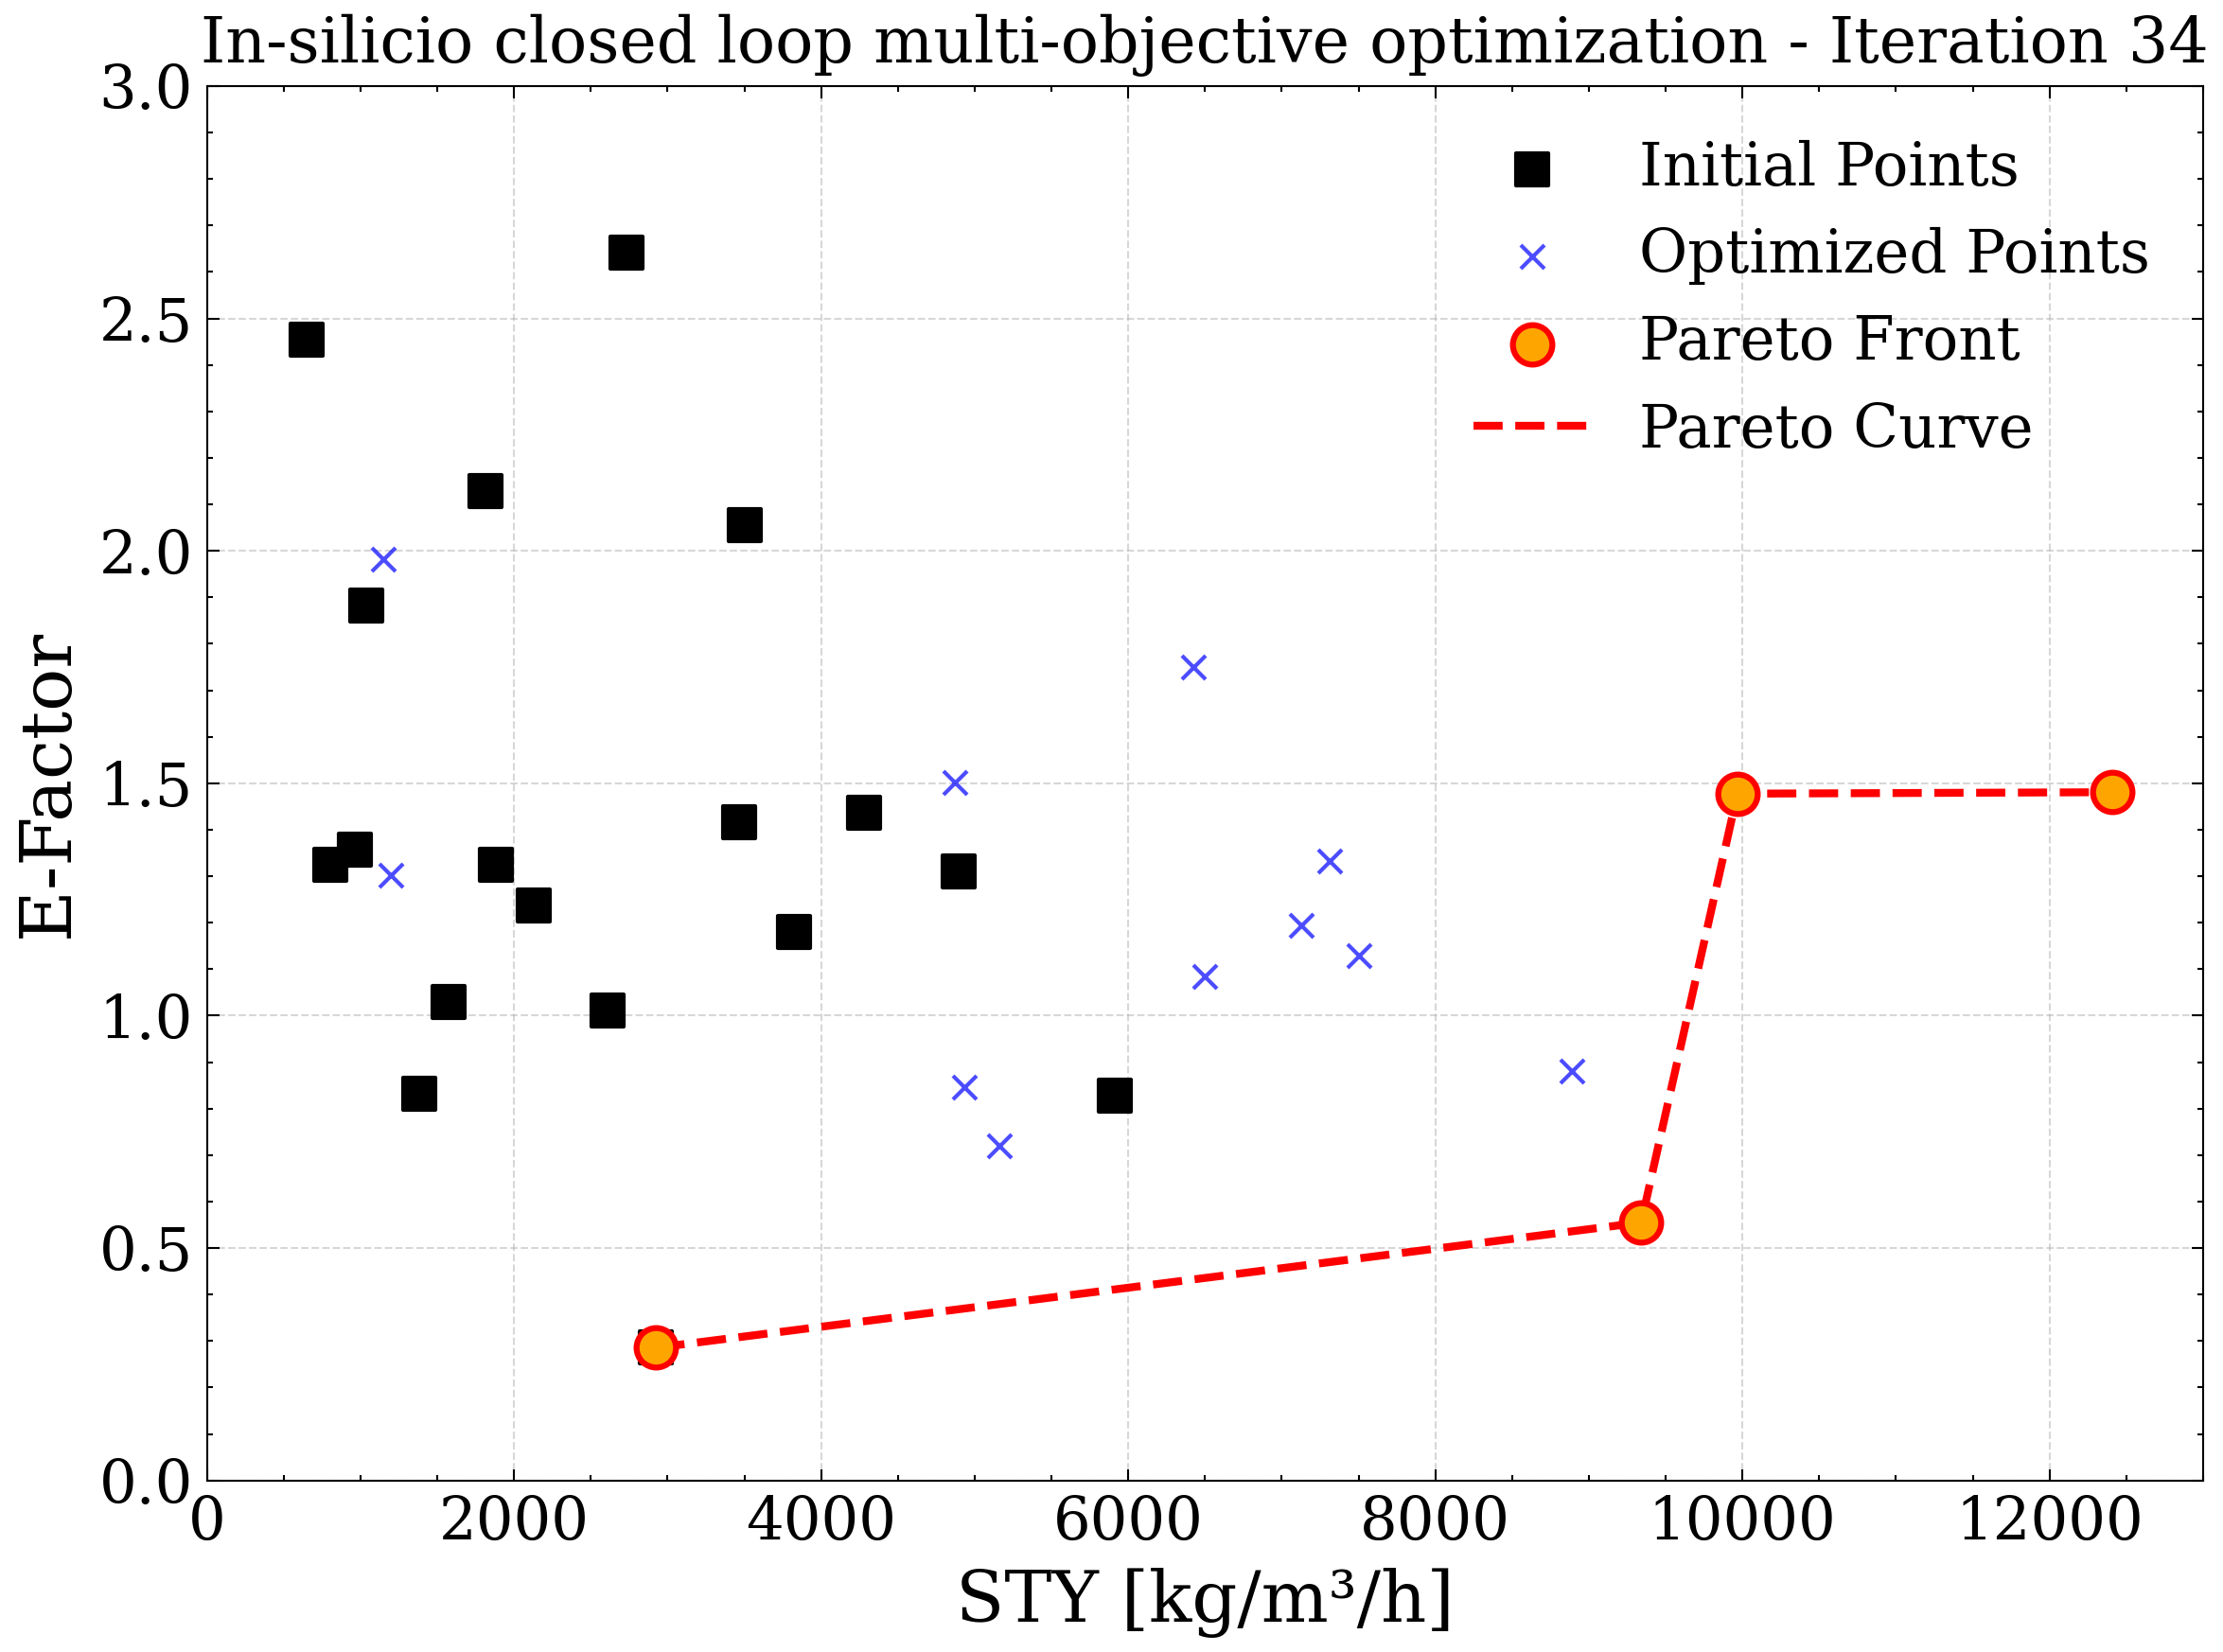 In-silicio closed loop multi-objective optimization - Iteration 34
3.0
2.5
2.0
1.5
1.0
0.5
0.0
E-Factor
Initial Points
Optimized Points
Pareto Front
Pareto Curve
0 2000 4000 6000 8000 10000 12000
STY [kg/m³/h]